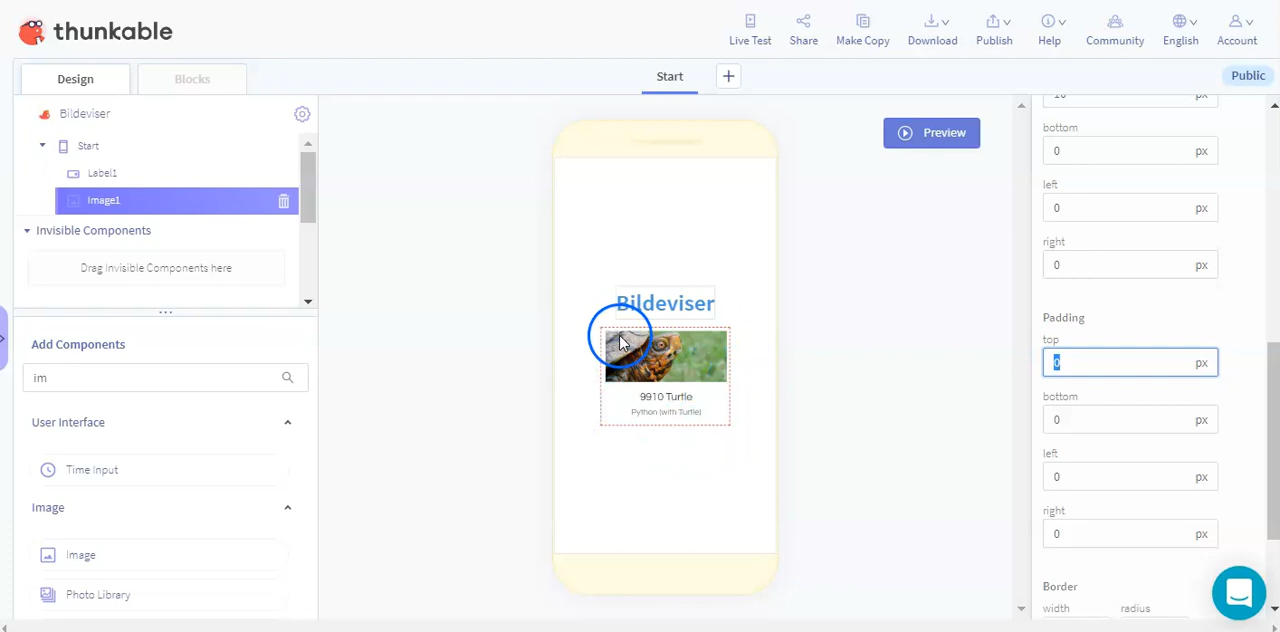 thunkable
Live Test
Share
Make Copy
Download
Publish
Help
Community
English
Account
Design
Blocks
Start
+
Public
Bildeviser
Start
Label1
Image1
Invisible Components
Drag Invisible Components here
Add Components
im
User Interface
Time Input
Image
Image
Photo Library
Preview
Bildeviser
9910 Turtle
Python (with Turtle)
px
bottom
0 px
left
0 px
right
0 px
Padding
top
0 px
bottom
0 px
left
0 px
right
0 px
Border
width radius